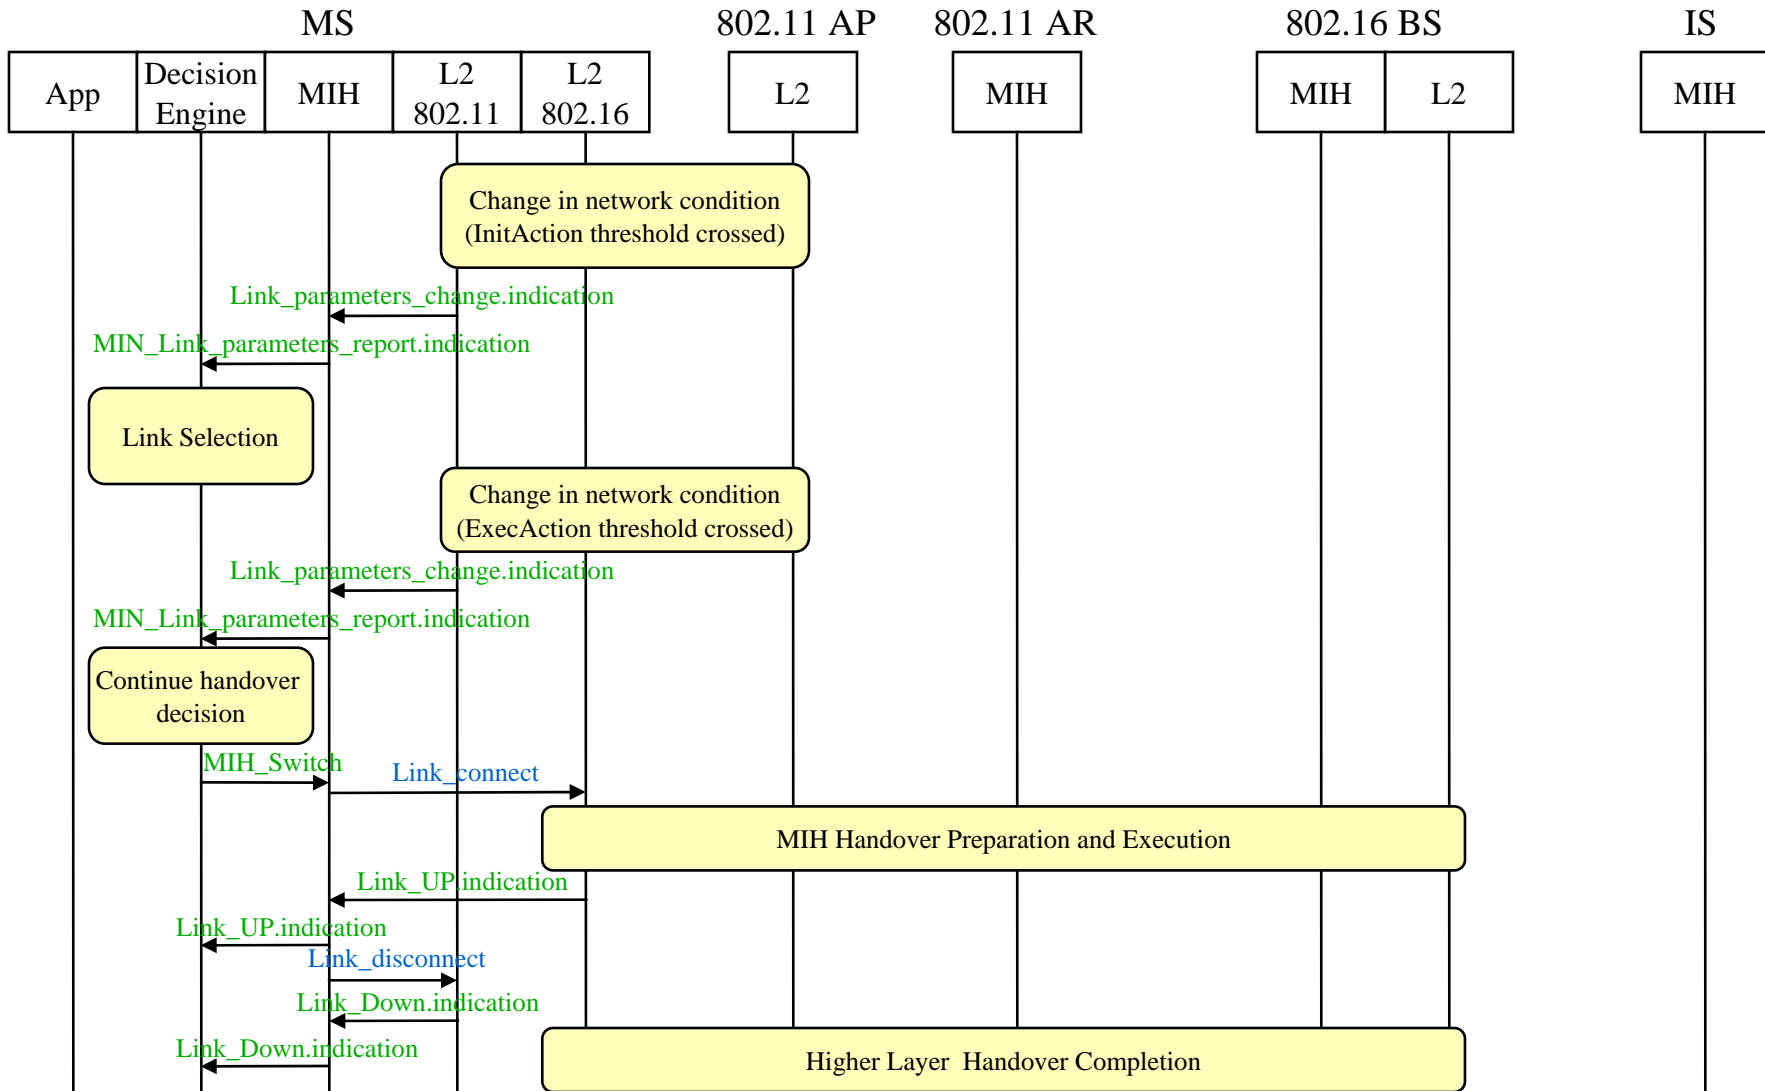 MS
802.11 AP
802.11 AR
802.16 BS
IS
App
Decision
Engine
MIH
L2
802.11
L2
802.16
L2
MIH
MIH
L2
MIH
Change in network condition
(InitAction threshold crossed)
Link_parameters_change.indication
MIN_Link_parameters_report.indication
Link Selection
Change in network condition
(ExecAction threshold crossed)
Link_parameters_change.indication
MIN_Link_parameters_report.indication
Continue handover
decision
MIH_Switch
Link_connect
MIH Handover Preparation and Execution
Link_UP.indication
Link_UP.indication
Link_disconnect
Link_Down.indication
Link_Down.indication
Higher Layer Handover Completion